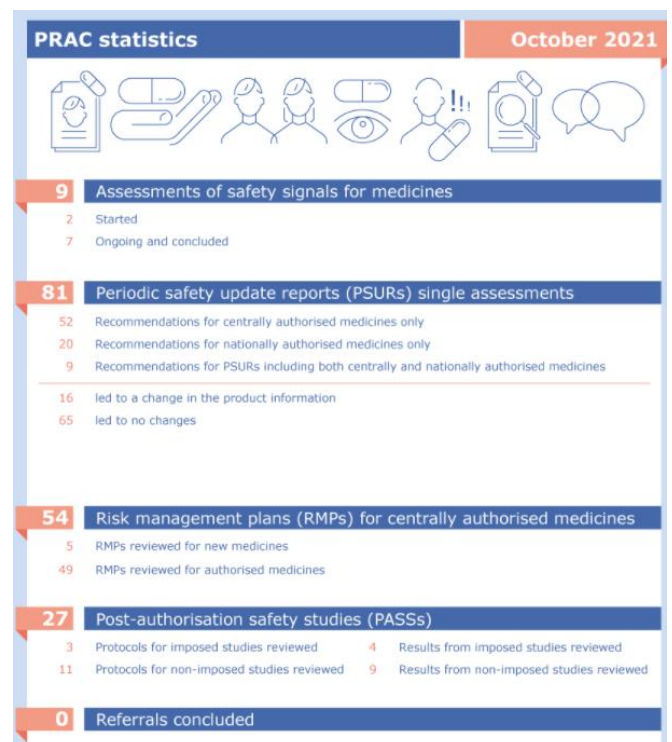 PRAC statistics October 2021
!!!
9 Assessments of safety signals for medicines
2 Started
7 Ongoing and concluded
81 Periodic safety update reports (PSURs) single assessments
52 Recommendations for centrally authorised medicines only
20 Recommendations for nationally authorised medicines only
9 Recommendations for PSURs including both centrally and nationally authorised medicines
16 led to a change in the product information
65 led to no changes
54 Risk management plans (RMPs) for centrally authorised medicines
5 RMPs reviewed for new medicines
49 RMPs reviewed for authorised medicines
27 Post-authorisation safety studies (PASSs)
3 Protocols for imposed studies reviewed 4 Results from imposed studies reviewed
11 Protocols for non-imposed studies reviewed 9 Results from non-imposed studies reviewed
0 Referrals concluded